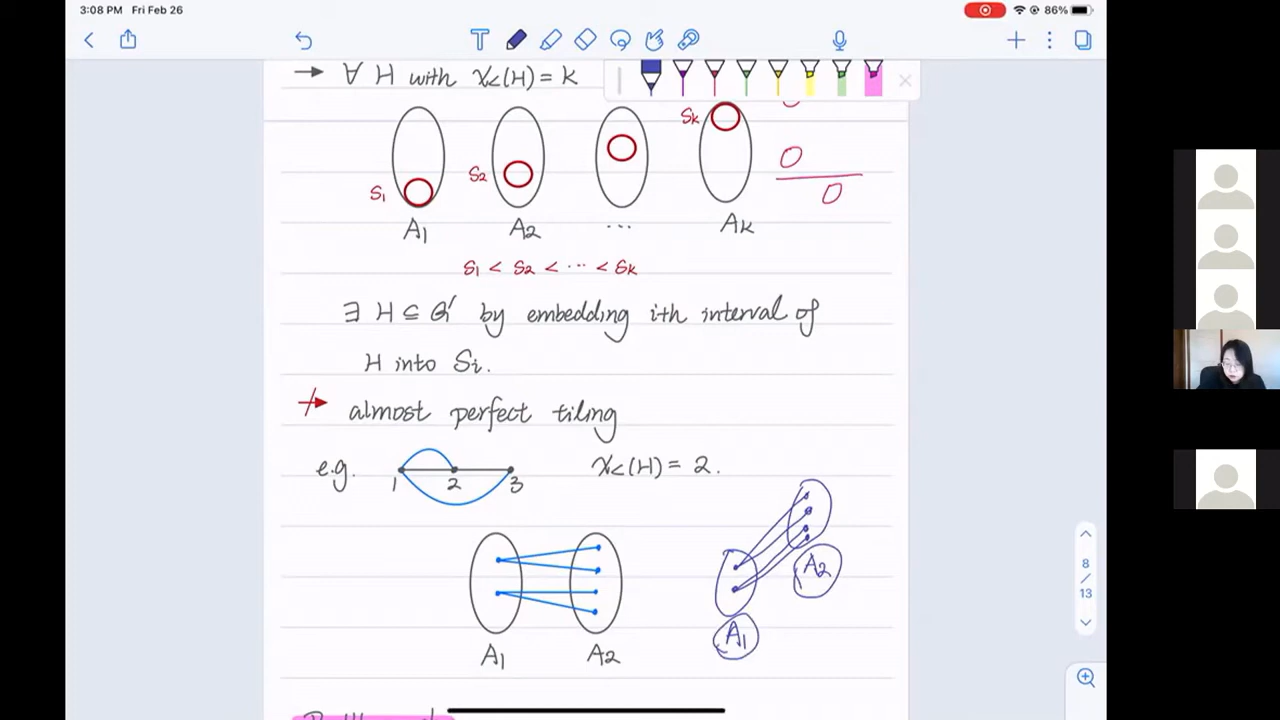 3:08 PM Fri Feb 26
86%
→ ∀ H with χ<(H) = k
S1 S2 Sk
A1 A2 ... Ak
S1 < S2 < ... < Sk
∃ H ⊆ G' by embedding ith interval of
H into Si.
almost perfect tiling
e.g. 1 2 3 χ<(H) = 2.
A1 A2 A1 A2
8
/
13